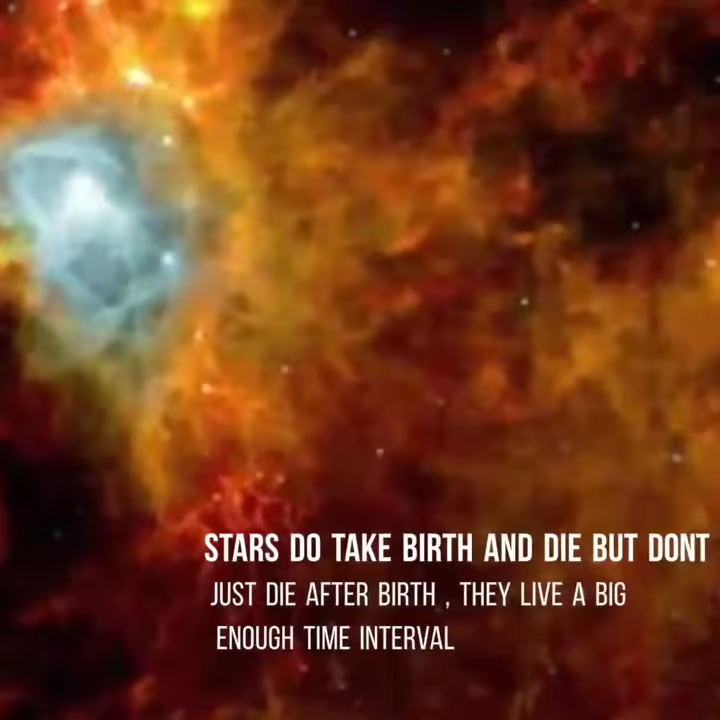 STARS DO TAKE BIRTH AND DIE BUT DONT
JUST DIE AFTER BIRTH , THEY LIVE A BIG
ENOUGH TIME INTERVAL